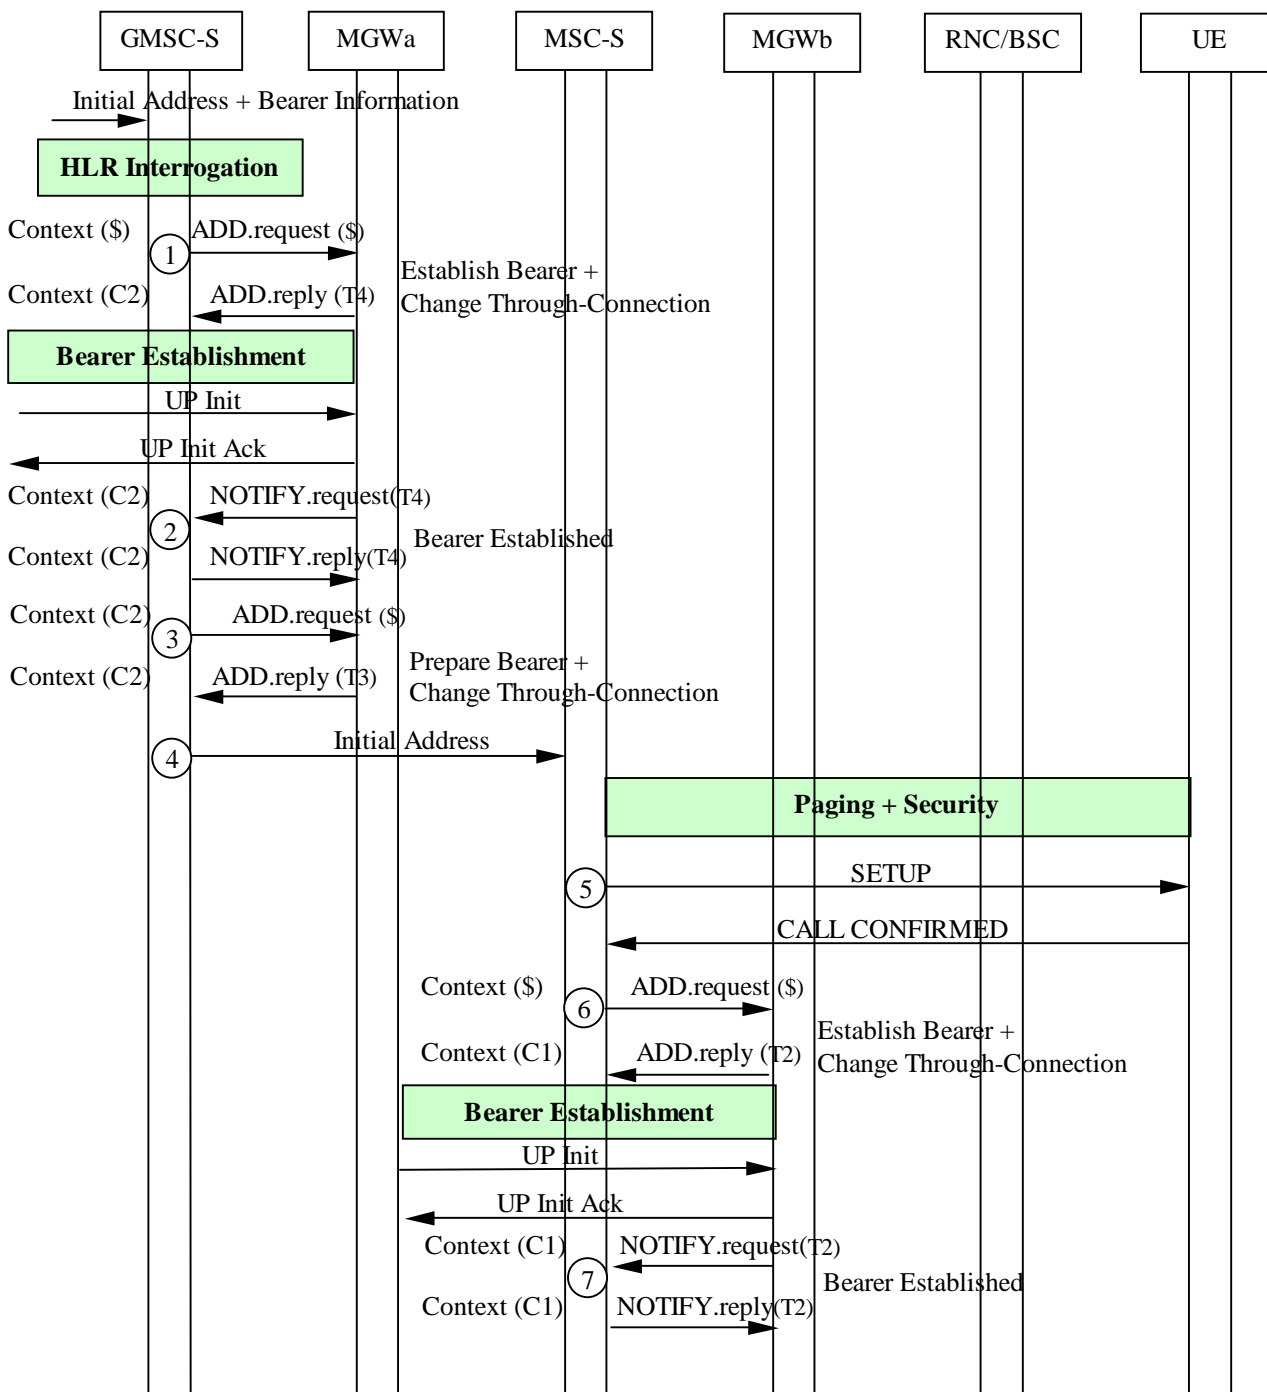 GMSC-S MGWa MSC-S MGWb RNC/BSC UE
Initial Address + Bearer Information
HLR Interrogation
Context ($) ADD.request ($)
1
Establish Bearer +
Context (C2) ADD.reply (T4) Change Through-Connection
Bearer Establishment
UP Init
UP Init Ack
Context (C2) NOTIFY.request(T4)
2
Bearer Established
Context (C2) NOTIFY.reply(T4)
Context (C2) ADD.request ($)
3
Prepare Bearer +
Context (C2) ADD.reply (T3) Change Through-Connection
Initial Address
4
Paging + Security
SETUP
5
CALL CONFIRMED
Context ($) ADD.request ($)
6
Establish Bearer +
Context (C1) ADD.reply (T2) Change Through-Connection
Bearer Establishment
UP Init
UP Init Ack
Context (C1) NOTIFY.request(T2)
7
Bearer Established
Context (C1) NOTIFY.reply(T2)